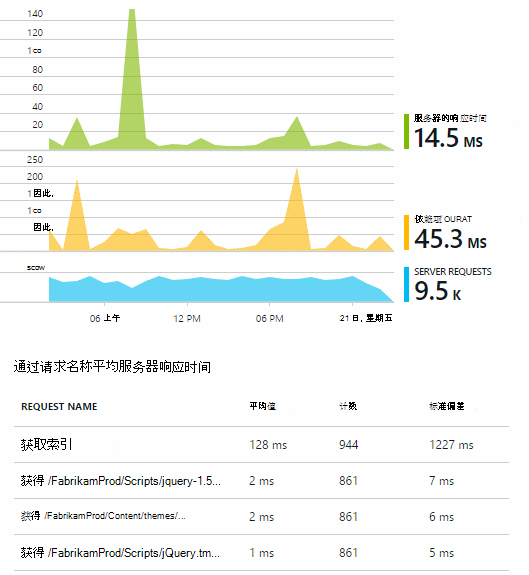 140
120
1co
80
60
40
20
服务器的响应时间
14.5 MS
250
200
1因此,
1co
因此,
OURAT
45.3 MS
scow
SERVER REQUESTS
9.5 K
06 上午
12 PM
06 PM
21日, 星期五
通过请求名称平均服务器响应时间
REQUEST NAME 平均值 计数 标准偏差
获取索引 128 ms 944 1227 ms
获得 /FabrikamProd/Scripts/jquery-1.5... 2 ms 861 7 ms
获得 /FabrikamProd/Content/themes/... 2 ms 861 6 ms
获得 /FabrikamProd/Scripts/jQuery.tm... 1 ms 861 5 ms